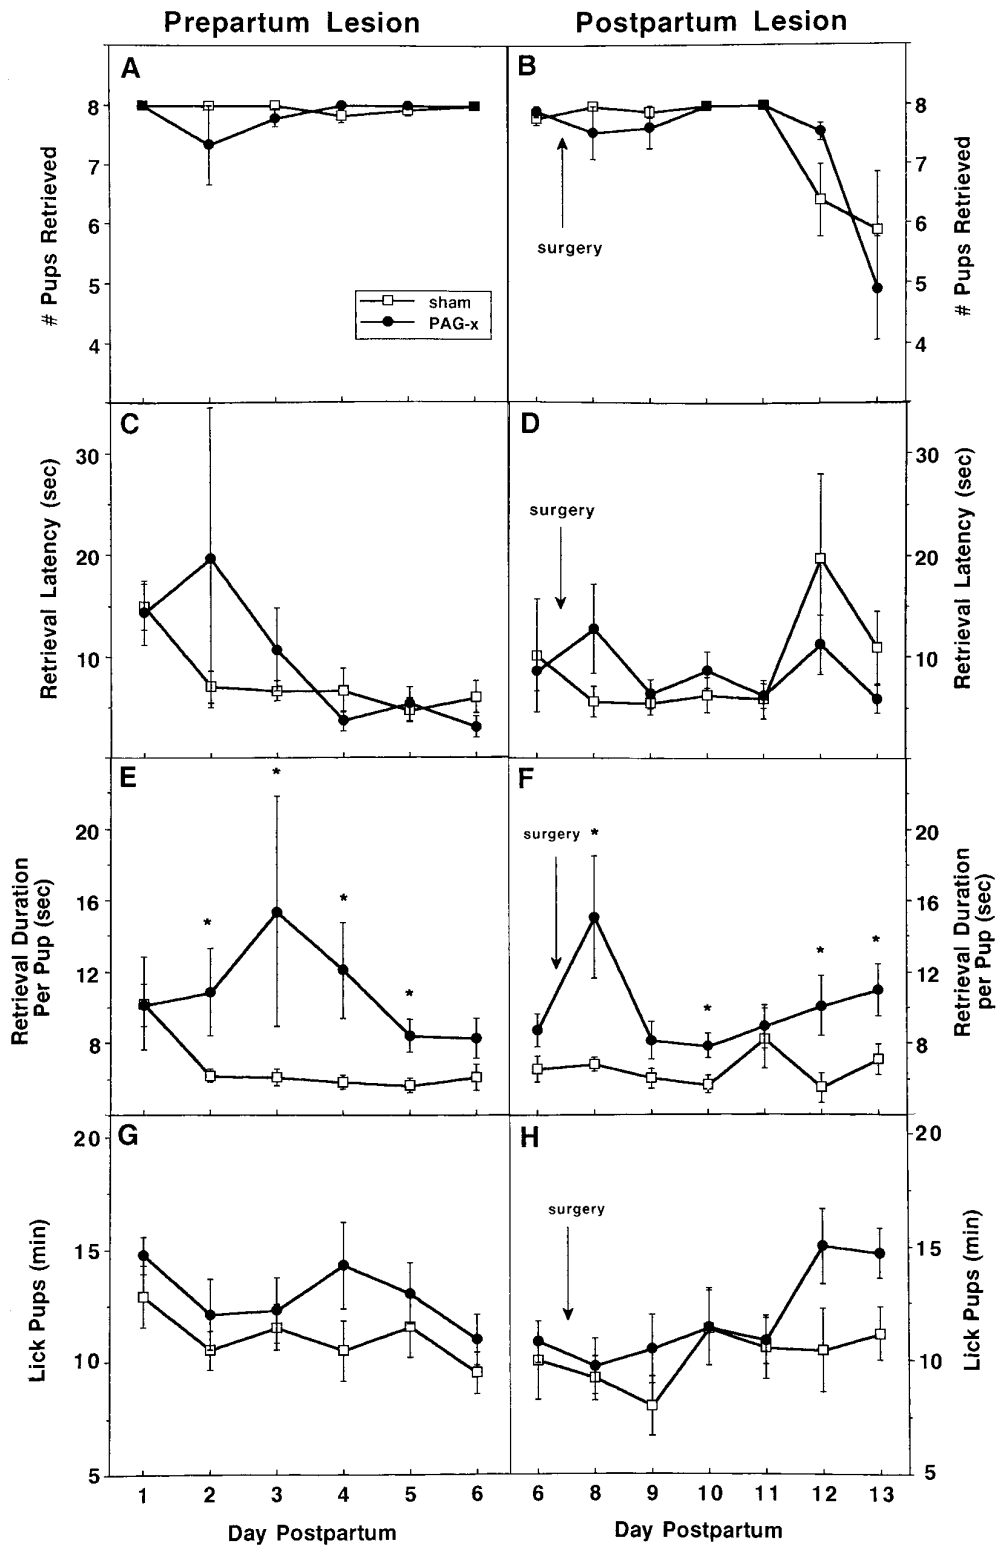 Prepartum Lesion
Postpartum Lesion
A
8
7
6
5
4
# Pups Retrieved
sham
PAG-x
B
surgery
8
7
6
5
4
# Pups Retrieved
C
30
20
10
Retrieval Latency (sec)
D
surgery
30
20
10
Retrieval Latency (sec)
E
20
16
12
8
Retrieval Duration
Per Pup (sec)
*
*
*
*
F
surgery
*
*
*
*
20
16
12
8
Retrieval Duration
per Pup (sec)
G
20
15
10
5
Lick Pups (min)
H
surgery
20
15
10
5
Lick Pups (min)
1 2 3 4 5 6
6 8 9 10 11 12 13
Day Postpartum
Day Postpartum